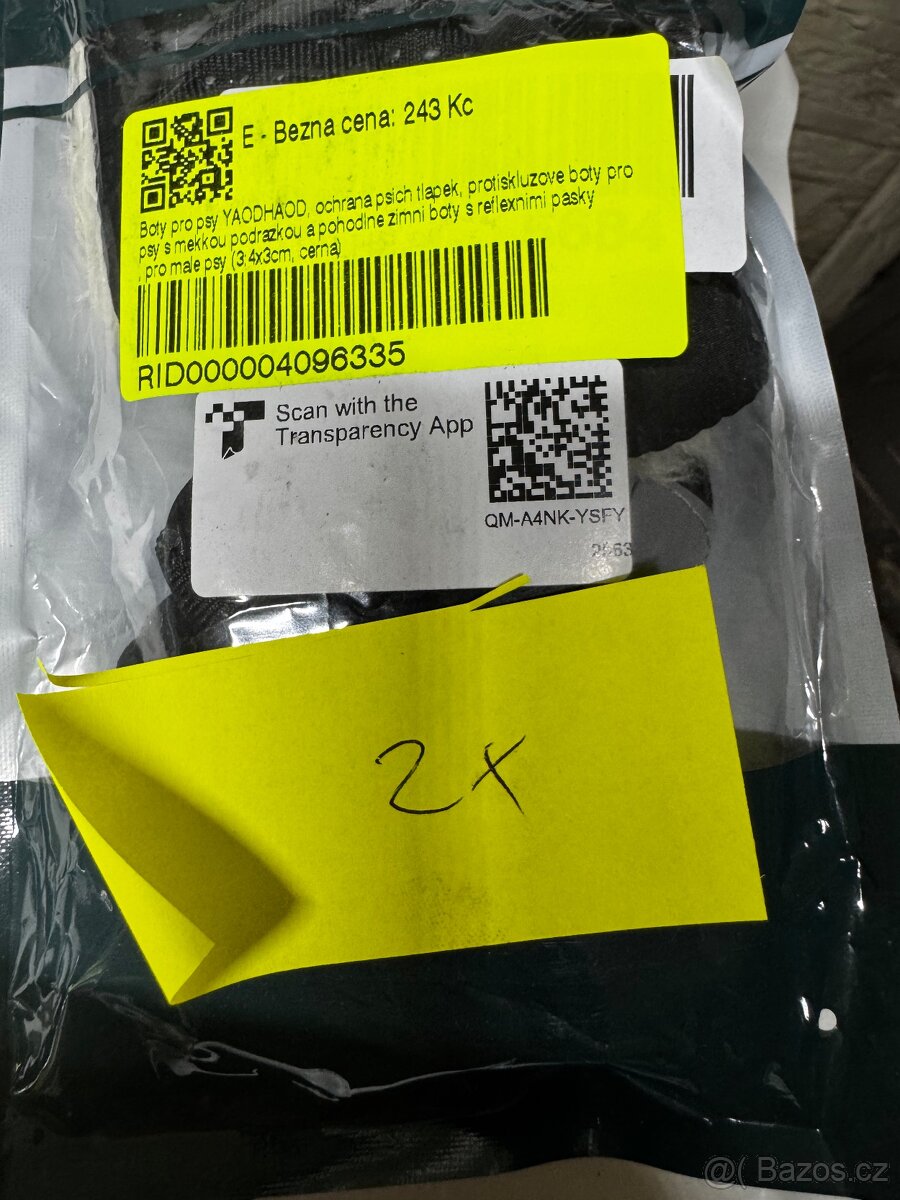 E - Bezna cena: 243 Kc
Boty pro psy YAODHAOD, ochrana psich tlapek, protiskluzove boty pro
psy s mekkou podrazkou a pohodlne zimni boty s reflexnimi pasky
, pro male psy (3.4x3cm, cerna)
RID000004096335
Scan with the
Transparency App
QM-A4NK-YSFY
2x
@( Bazos.cz